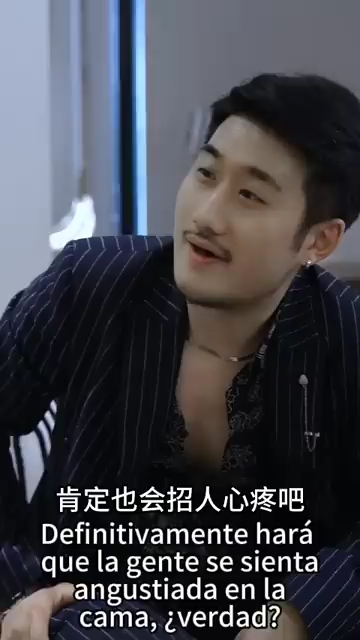 肯定也会招人心疼吧
Definitivamente hará
que la gente se sienta
angustiada en la
cama, ¿verdad?